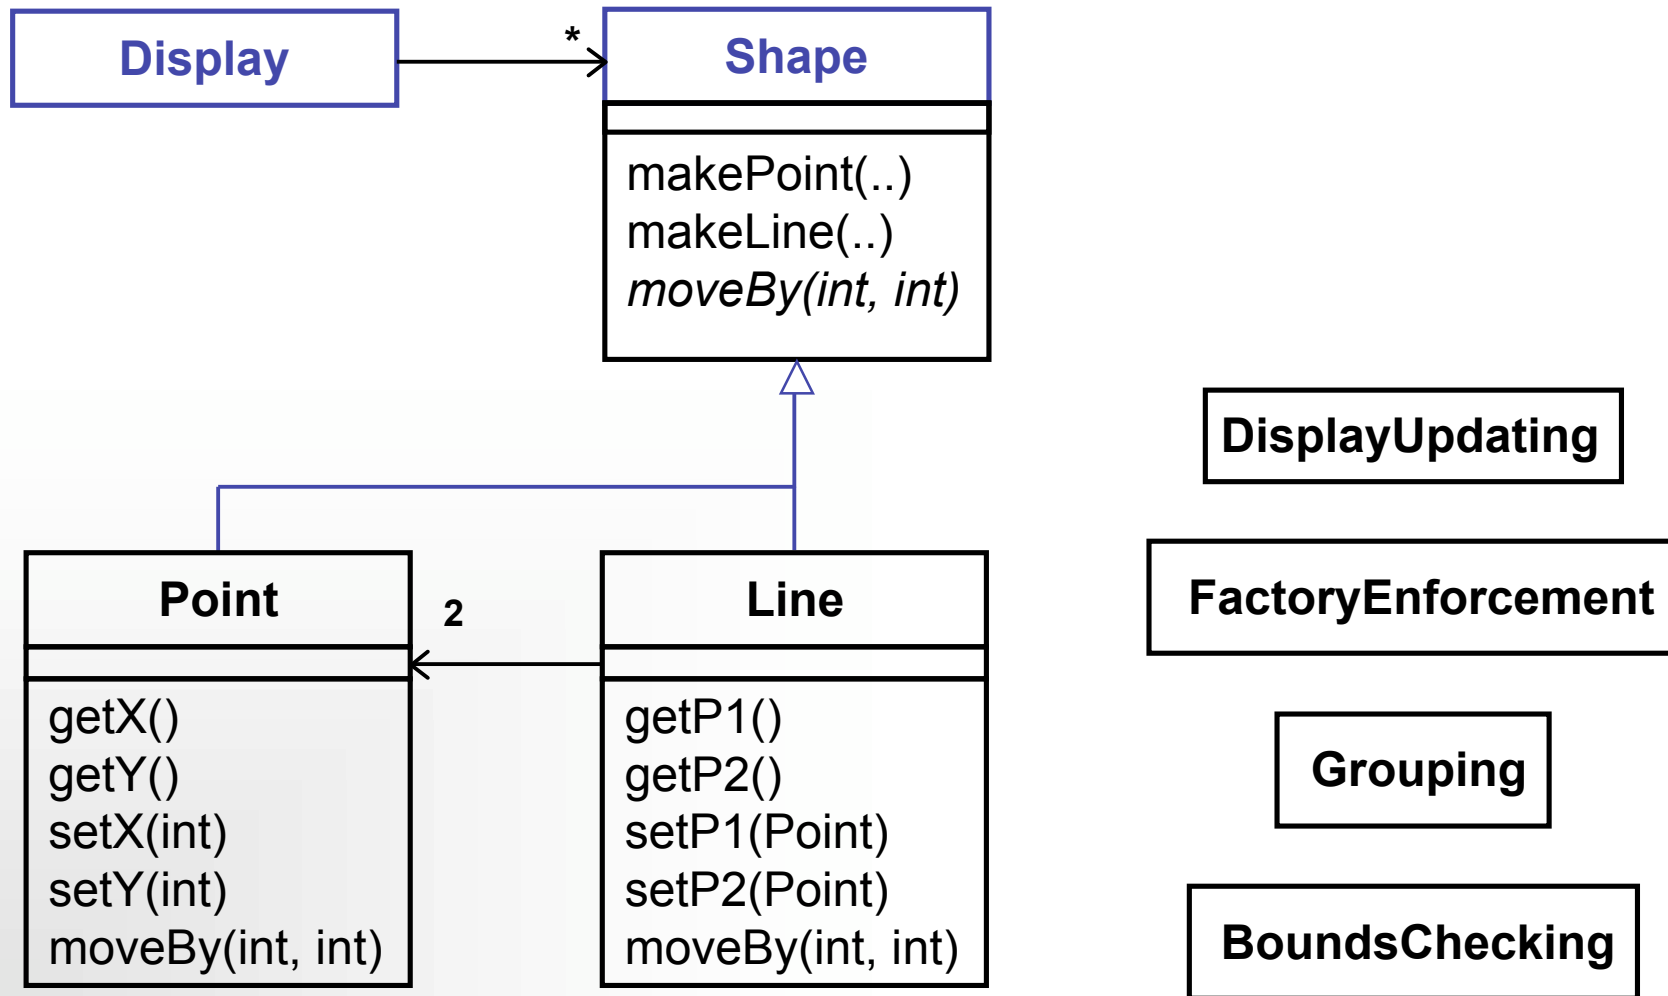 Display
*
Shape
makePoint(..)
makeLine(..)
moveBy(int, int)
Point
getX()
getY()
setX(int)
setY(int)
moveBy(int, int)
2
Line
getP1()
getP2()
setP1(Point)
setP2(Point)
moveBy(int, int)
DisplayUpdating
FactoryEnforcement
Grouping
BoundsChecking